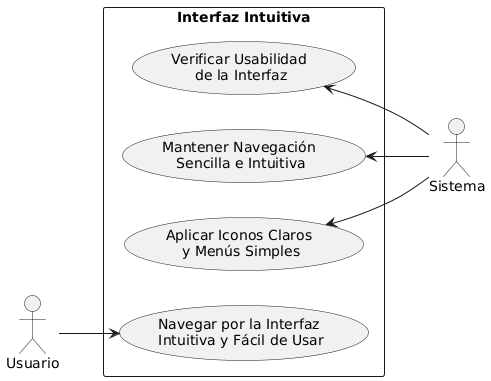 Interfaz Intuitiva
Verificar Usabilidad
de la Interfaz
Mantener Navegación
Sencilla e Intuitiva
Sistema
Aplicar Iconos Claros
y Menús Simples
Navegar por la Interfaz
Intuitiva y Fácil de Usar
Usuario